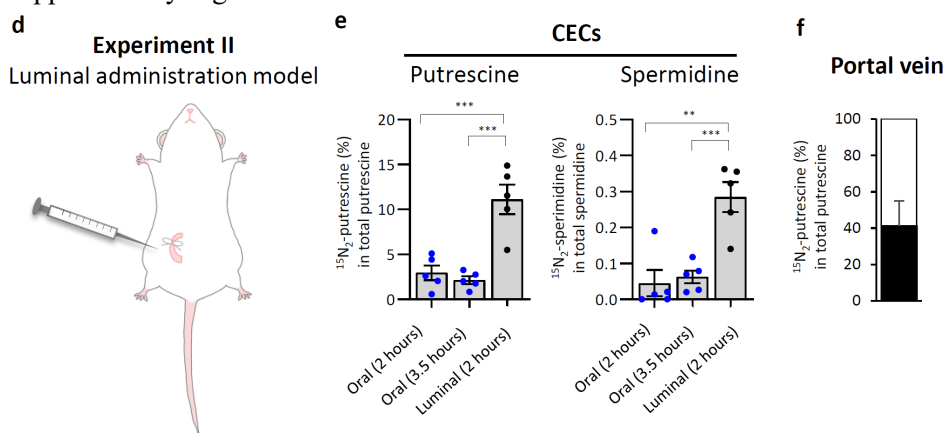 d
Experiment II
Luminal administration model
e
CECs
Putrescine
¹⁵N₂-putrescine (%)
in total putrescine
20
15
10
5
0
***
***
Oral (2 hours)
Oral (3.5 hours)
Luminal (2 hours)
Spermidine
¹⁵N₂-sperimidine (%)
in total spermidine
0.5
0.4
0.3
0.2
0.1
0.0
**
***
Oral (2 hours)
Oral (3.5 hours)
Luminal (2 hours)
f
Portal vein
¹⁵N₂-putrescine (%)
in total putrescine
100
80
60
40
20
0